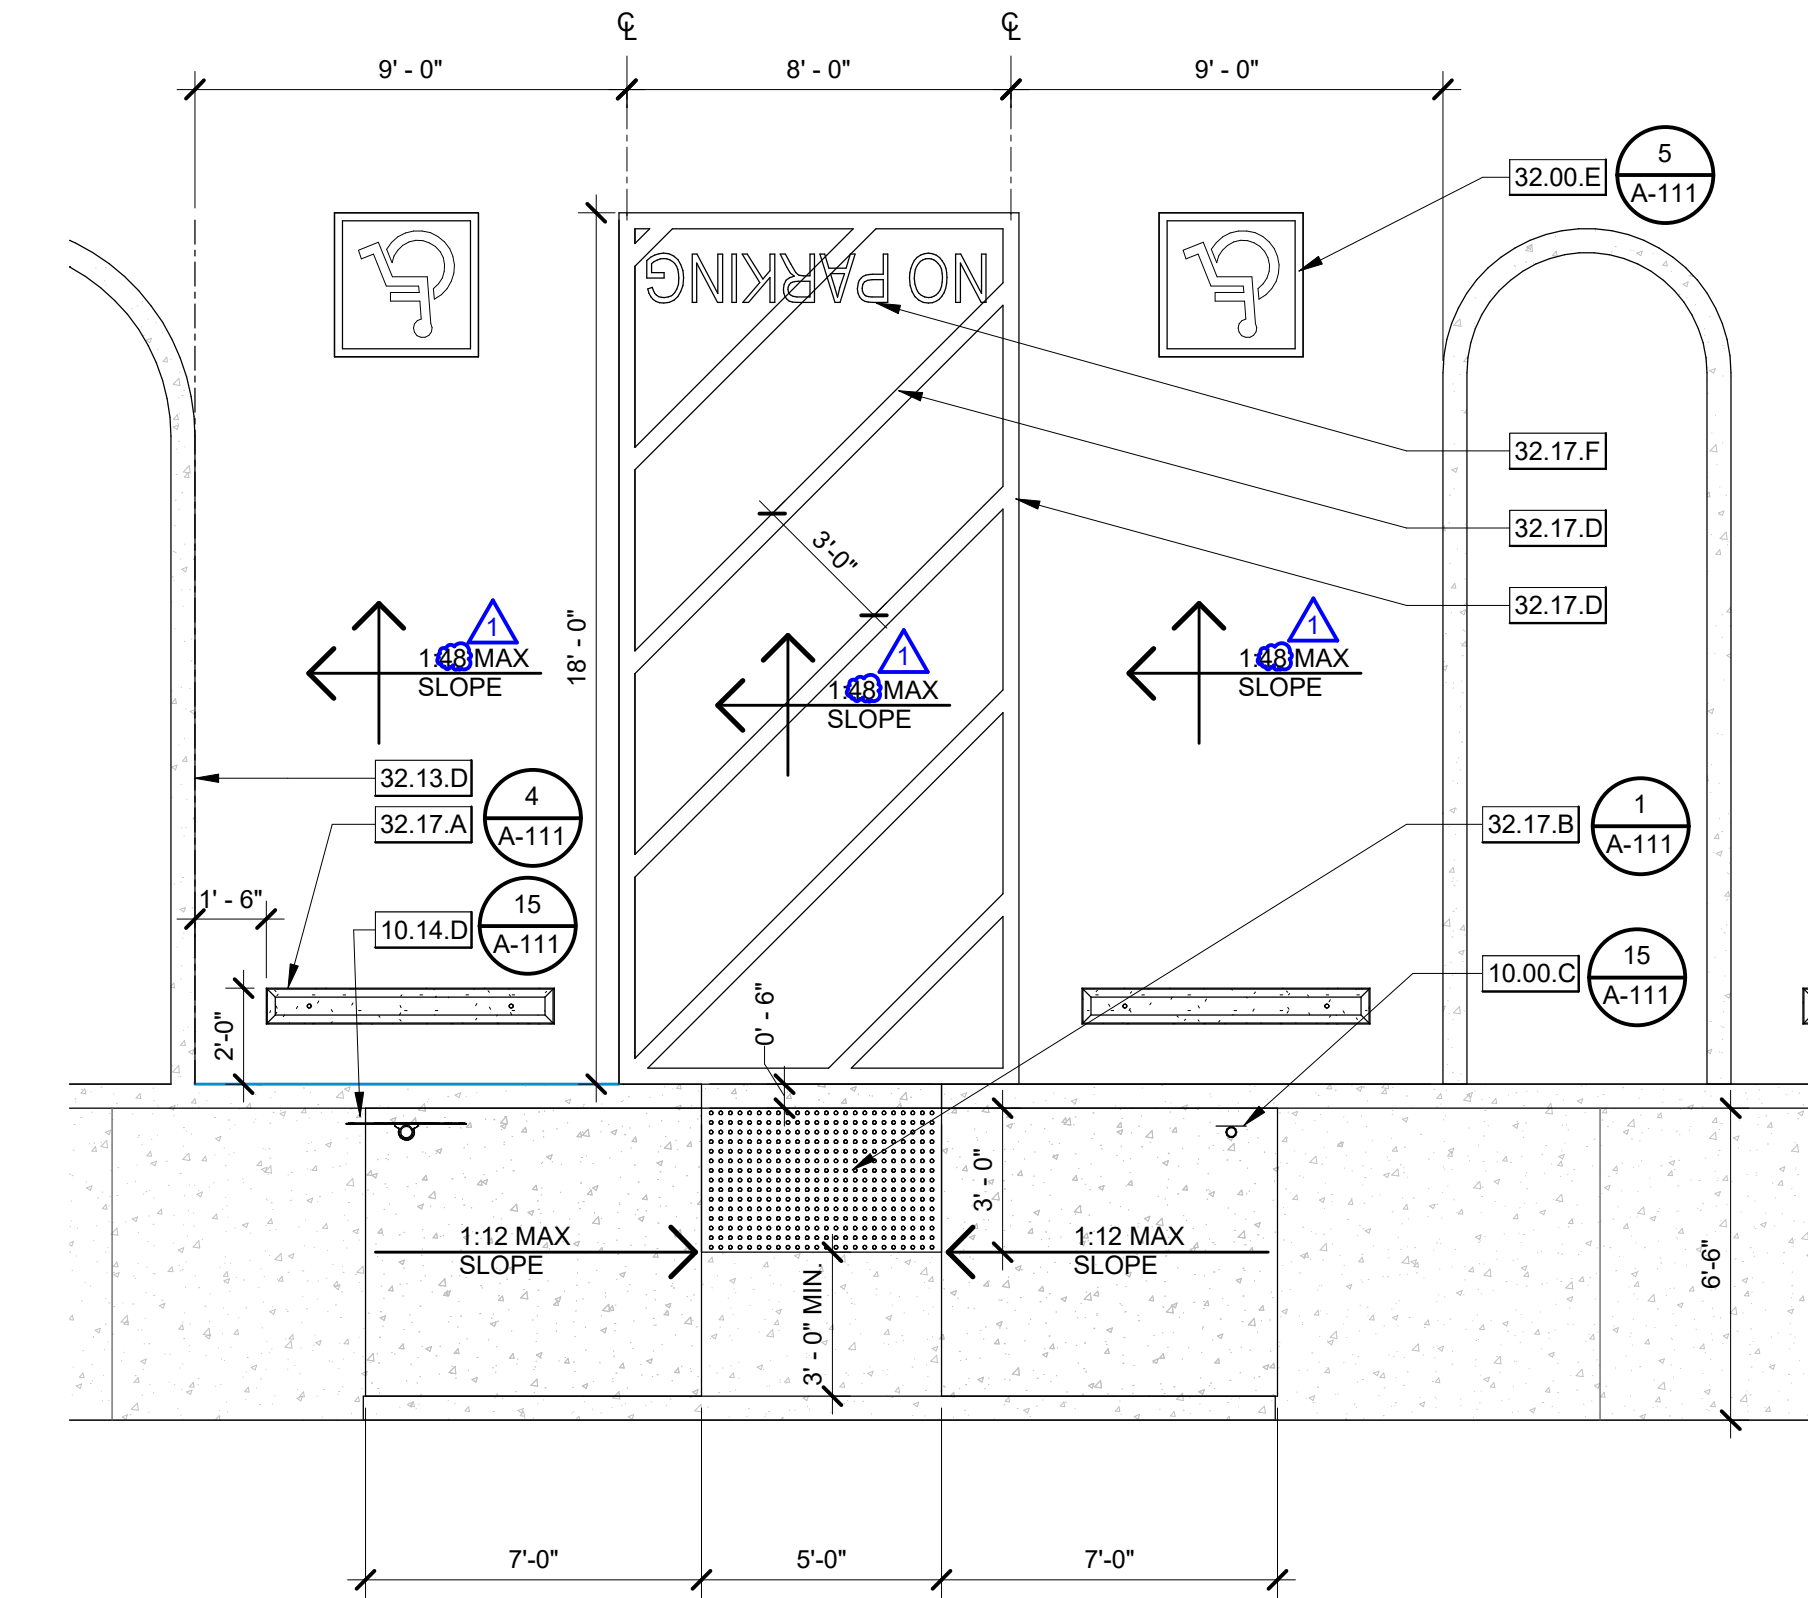 ℄ ℄
9' - 0" 8' - 0" 9' - 0"
32.00.E 5
A-111
NO PARKING
32.17.F
32.17.D
32.17.D
3'-0"
18' - 0"
1
1:48 MAX
SLOPE
1
1:48 MAX
SLOPE
1
1:48 MAX
SLOPE
32.13.D
32.17.A
4
A-111
32.17.B
1
A-111
1' - 6"
10.14.D
15
A-111
10.00.C
15
A-111
2'-0"
0' - 6"
3' - 0"
1:12 MAX
SLOPE
1:12 MAX
SLOPE
3' - 0" MIN.
6'-6"
7'-0" 5'-0" 7'-0"